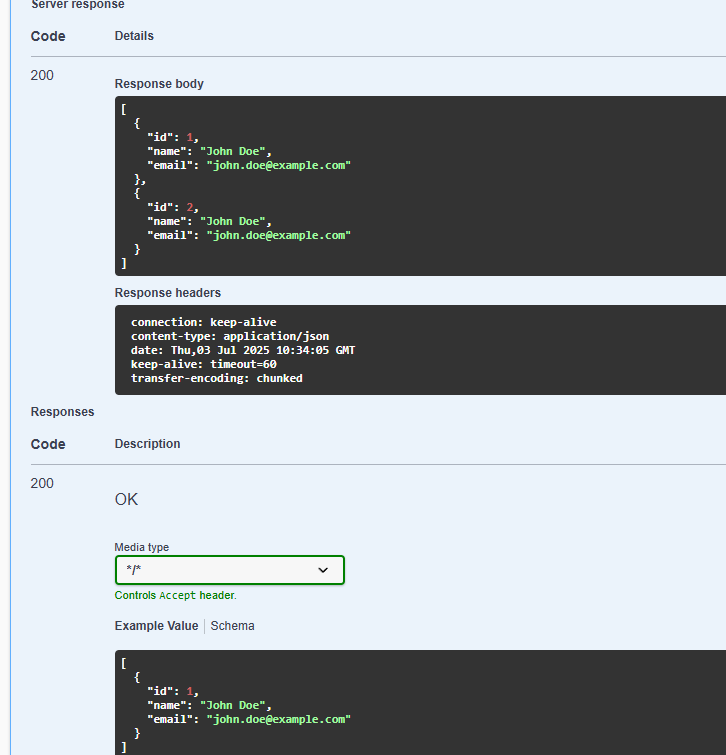 Server response
Code Details
200
Response body
[
  {
    "id": 1,
    "name": "John Doe",
    "email": "john.doe@example.com"
  },
  {
    "id": 2,
    "name": "John Doe",
    "email": "john.doe@example.com"
  }
]
Response headers
connection: keep-alive
content-type: application/json
date: Thu,03 Jul 2025 10:34:05 GMT
keep-alive: timeout=60
transfer-encoding: chunked
Responses
Code Description
200
OK
Media type
*/*
Controls Accept header.
Example Value | Schema
[
  {
    "id": 1,
    "name": "John Doe",
    "email": "john.doe@example.com"
  }
]